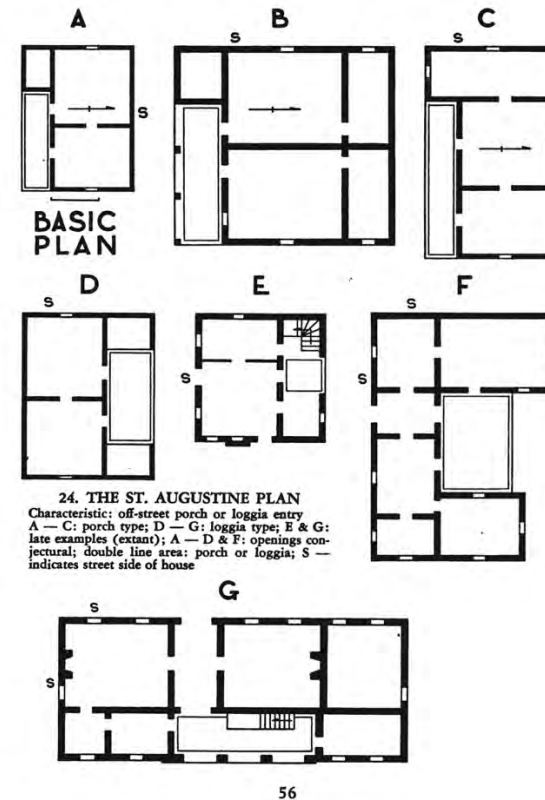 A
B
C
S
S
S
BASIC
PLAN
D
E
F
S
S
S
S
24. THE ST. AUGUSTINE PLAN
Characteristic: off-street porch or loggia entry
A — C: porch type; D — G: loggia type; E & G:
late examples (extant); A — D & F: openings con-
jectural; double line area: porch or loggia; S —
indicates street side of house
G
S
S
56